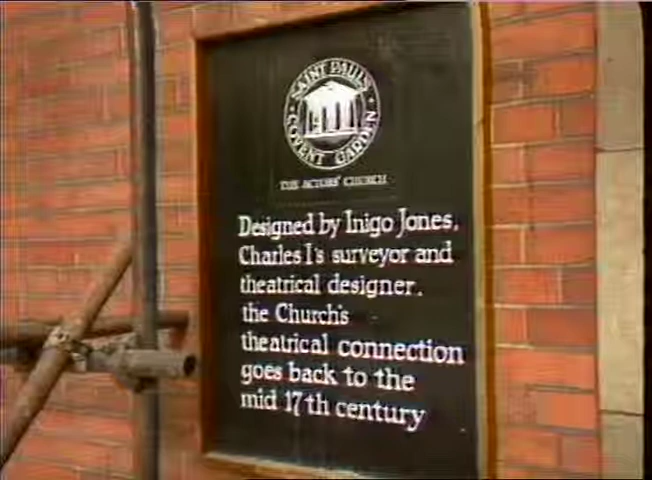 SAINT PAUL'S
COVENT GARDEN
THE ACTORS' CHURCH
Designed by Inigo Jones,
Charles I's surveyor and
theatrical designer.
the Church's
theatrical connection
goes back to the
mid 17th century